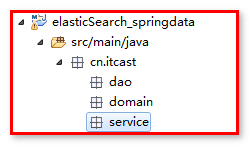 elasticSearch_springdata
src/main/java
cn.itcast
dao
domain
service